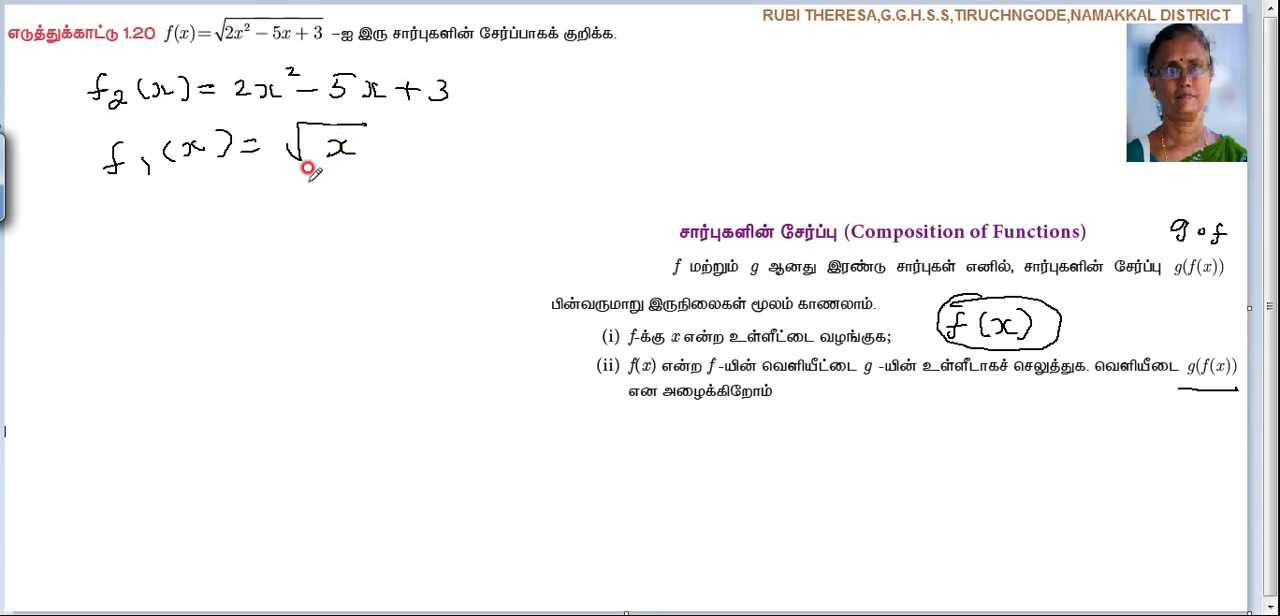 RUBI THERESA,G.G.H.S.S,TIRUCHNGODE,NAMAKKAL DISTRICT
எடுத்துக்காட்டு 1.20 f(x)=√(2x² − 5x + 3) –ஐ இரு சார்புகளின் சேர்ப்பாகக் குறிக்க.
f₂(x) = 2x² − 5x + 3
f₁(x) = √x
சார்புகளின் சேர்ப்பு (Composition of Functions)
g∘f
f மற்றும் g ஆனது இரண்டு சார்புகள் எனில், சார்புகளின் சேர்ப்பு g(f(x))
பின்வருமாறு இருநிலைகள் மூலம் காணலாம்.
f(x)
(i) f-க்கு x என்ற உள்ளீட்டை வழங்குக;
(ii) f(x) என்ற f -யின் வெளியீட்டை g -யின் உள்ளீடாகச் செலுத்துக. வெளியீடை g(f(x))
என அழைக்கிறோம்